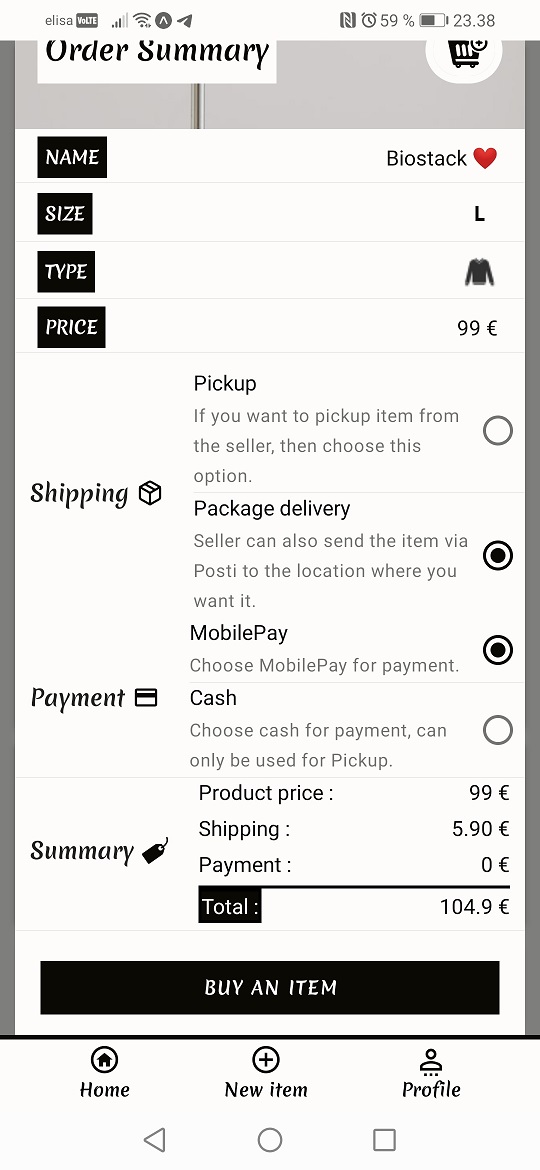 elisa VoLTE 59 % 23.38
Order Summary
NAME Biostack ❤️
SIZE L
TYPE
PRICE 99 €
Pickup
If you want to pickup item from
the seller, then choose this
option.
Shipping
Package delivery
Seller can also send the item via
Posti to the location where you
want it.
MobilePay
Choose MobilePay for payment.
Payment
Cash
Choose cash for payment, can
only be used for Pickup.
Product price : 99 €
Shipping : 5.90 €
Summary
Payment : 0 €
Total : 104.9 €
BUY AN ITEM
Home New item Profile